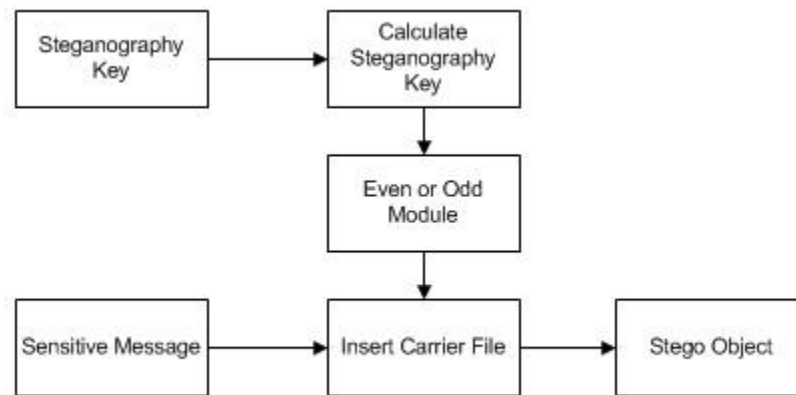 Steganography
Key
Calculate
Steganography
Key
Even or Odd
Module
Sensitive Message
Insert Carrier File
Stego Object